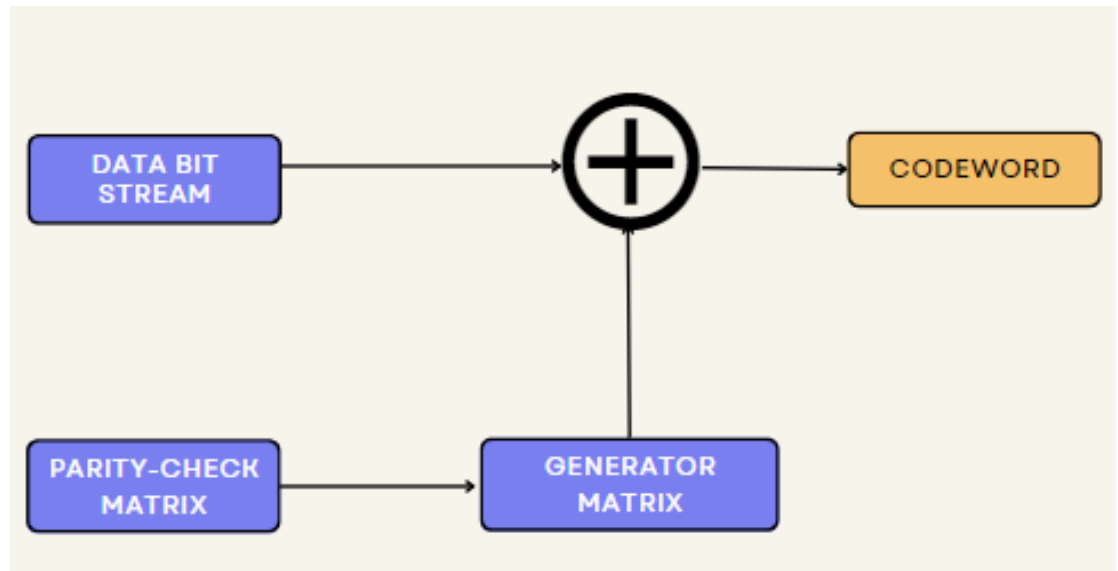 DATA BIT
STREAM
CODEWORD
PARITY-CHECK
MATRIX
GENERATOR
MATRIX